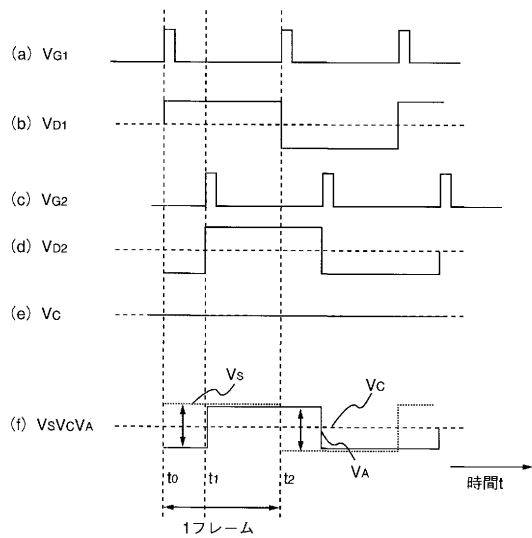 (a) VG1
(b) VD1
(c) VG2
(d) VD2
(e) VC
VS
VC
(f) VSVCVA
VA
t0 t1 t2
時間t
1フレーム